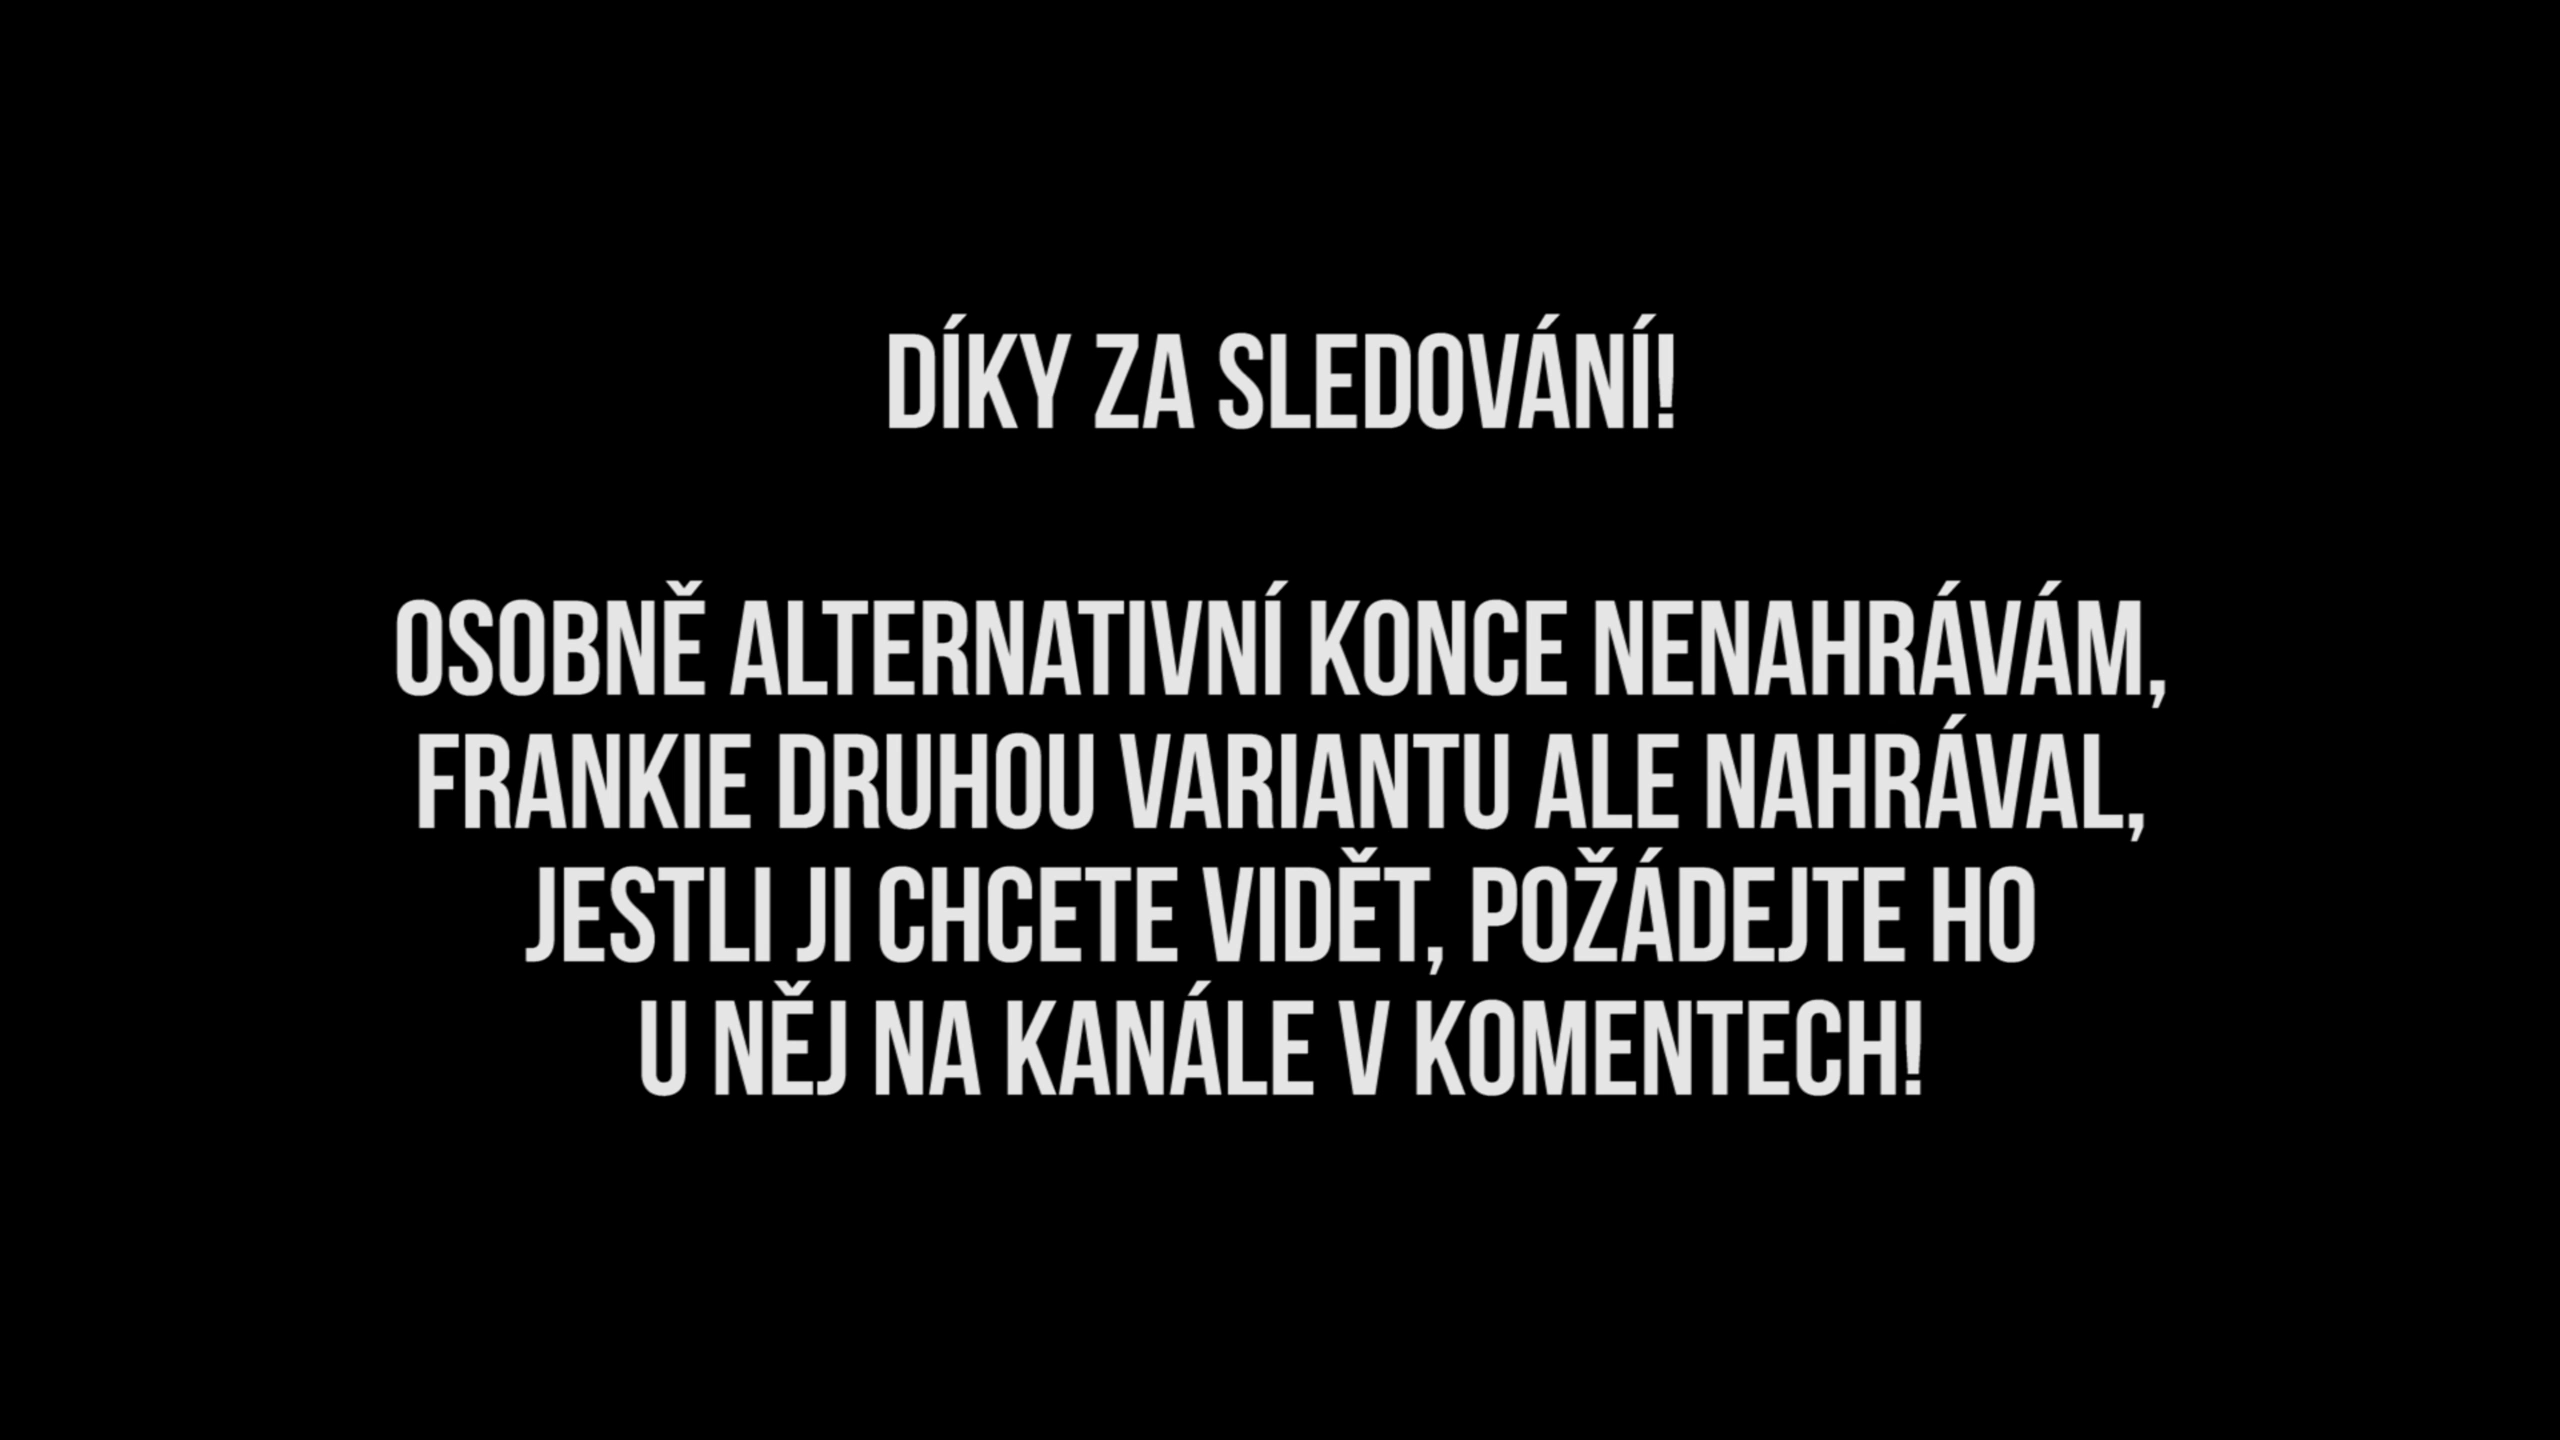 DÍKY ZA SLEDOVÁNÍ!
OSOBNĚ ALTERNATIVNÍ KONCE NENAHRÁVÁM,
FRANKIE DRUHOU VARIANTU ALE NAHRÁVAL,
JESTLI JI CHCETE VIDĚT, POŽÁDEJTE HO
U NĚJ NA KANÁLE V KOMENTECH!